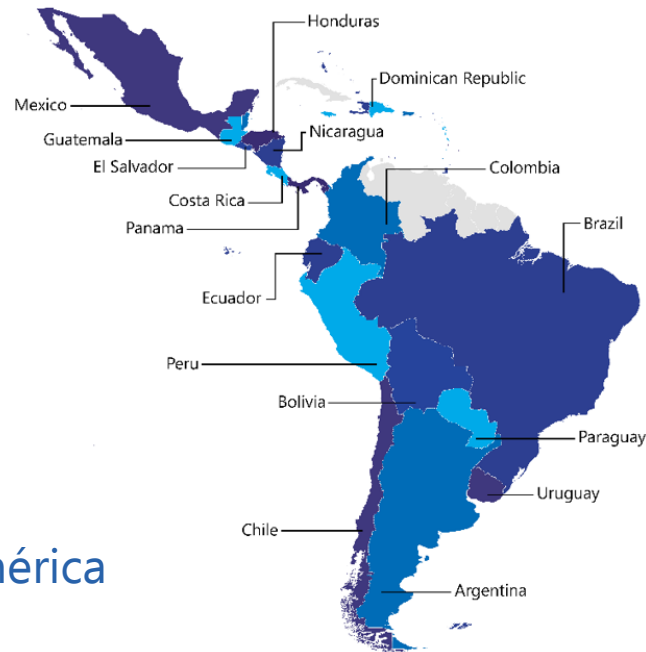 Honduras
Dominican Republic
Mexico
Nicaragua
Guatemala
El Salvador
Colombia
Costa Rica
Panama
Brazil
Ecuador
Peru
Bolivia
Paraguay
Uruguay
Chile
mérica
Argentina